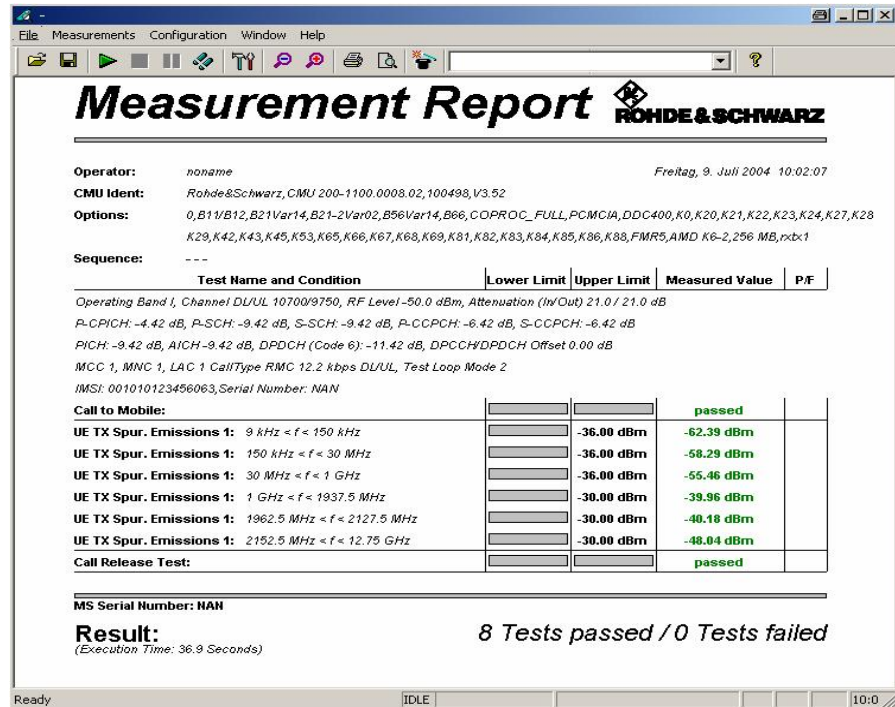 File Measurements Configuration Window Help
Measurement Report ROHDE&SCHWARZ
Operator: noname Freitag, 9. Juli 2004 10:02:07
CMU Ident: Rohde&Schwarz,CMU 200-1100.0008.02,100498,V3.52
Options: 0,B11/B12,B21Var14,B21-2Var02,B56Var14,B66,COPROC_FULL,PCMCIA,DDC400,K0,K20,K21,K22,K23,K24,K27,K28
K29,K42,K43,K45,K53,K65,K66,K67,K68,K69,K81,K82,K83,K84,K85,K86,K88,FMR5,AMD K6-2,256 MB,rxtx1
Sequence: ---
Test Name and Condition Lower Limit Upper Limit Measured Value P/F
Operating Band I, Channel DL/UL 10700/9750, RF Level -50.0 dBm, Attenuation (In/Out) 21.0 / 21.0 dB
P-CPICH: -4.42 dB, P-SCH: -9.42 dB, S-SCH: -9.42 dB, P-CCPCH: -6.42 dB, S-CCPCH: -6.42 dB
PICH: -9.42 dB, AICH -9.42 dB, DPDCH (Code 6): -11.42 dB, DPCCH/DPDCH Offset 0.00 dB
MCC 1, MNC 1, LAC 1 CallType RMC 12.2 kbps DL/UL, Test Loop Mode 2
IMSI: 001010123456063,Serial Number: NAN
Call to Mobile: passed
UE TX Spur. Emissions 1: 9 kHz < f < 150 kHz -36.00 dBm -62.39 dBm
UE TX Spur. Emissions 1: 150 kHz < f < 30 MHz -36.00 dBm -58.29 dBm
UE TX Spur. Emissions 1: 30 MHz < f < 1 GHz -36.00 dBm -55.46 dBm
UE TX Spur. Emissions 1: 1 GHz < f < 1937.5 MHz -30.00 dBm -39.96 dBm
UE TX Spur. Emissions 1: 1962.5 MHz < f < 2127.5 MHz -30.00 dBm -40.18 dBm
UE TX Spur. Emissions 1: 2152.5 MHz < f < 12.75 GHz -30.00 dBm -48.04 dBm
Call Release Test: passed
MS Serial Number: NAN
Result: 8 Tests passed / 0 Tests failed
(Execution Time: 36.9 Seconds)
Ready IDLE 10:0